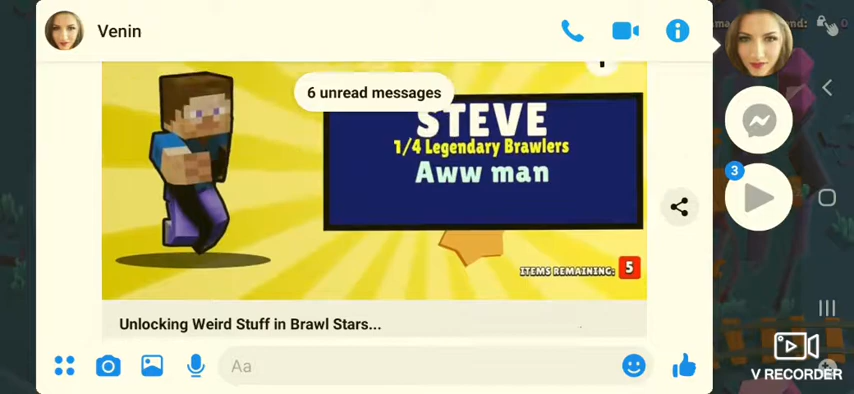 Venin
6 unread messages
STEVE
1/4 Legendary Brawlers
Aww man
ITEMS REMAINING: 5
Unlocking Weird Stuff in Brawl Stars...
Aa
3
V RECORDER